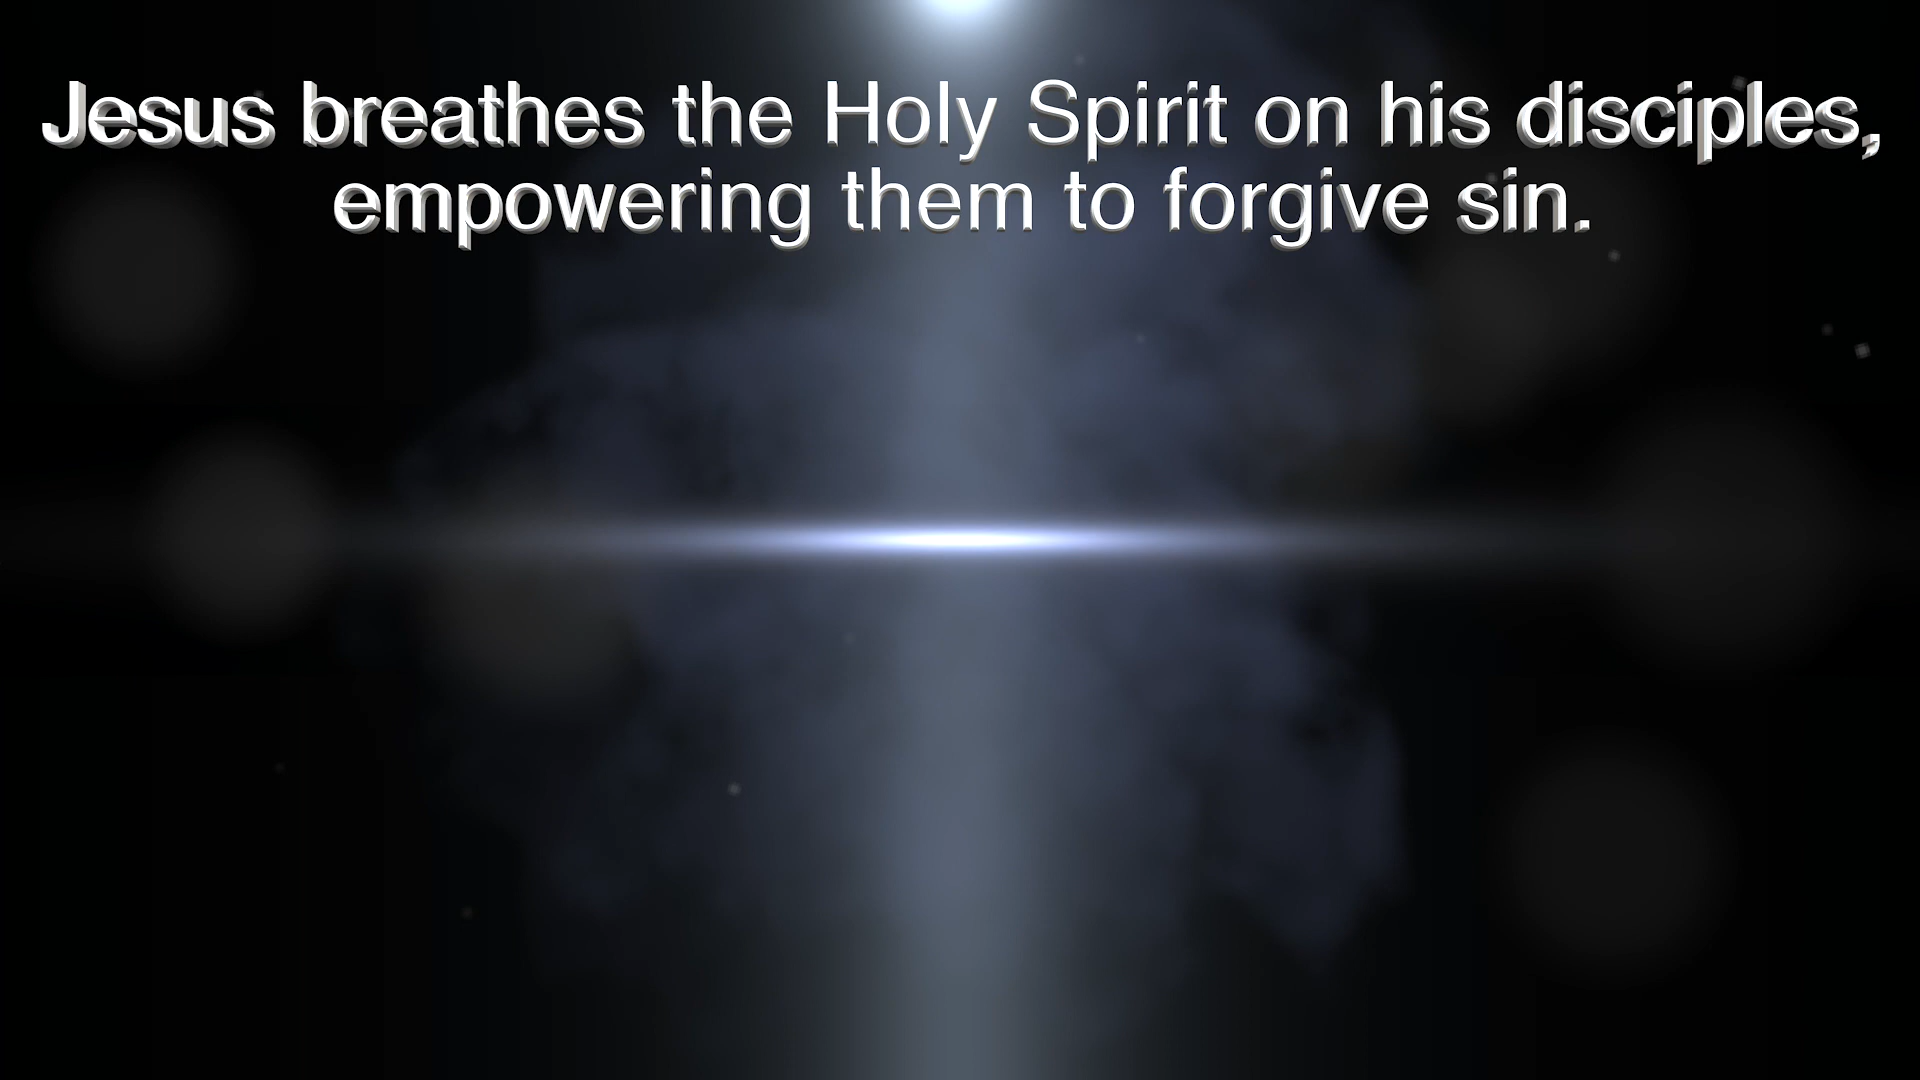 Jesus breathes the Holy Spirit on his disciples,
empowering them to forgive sin.